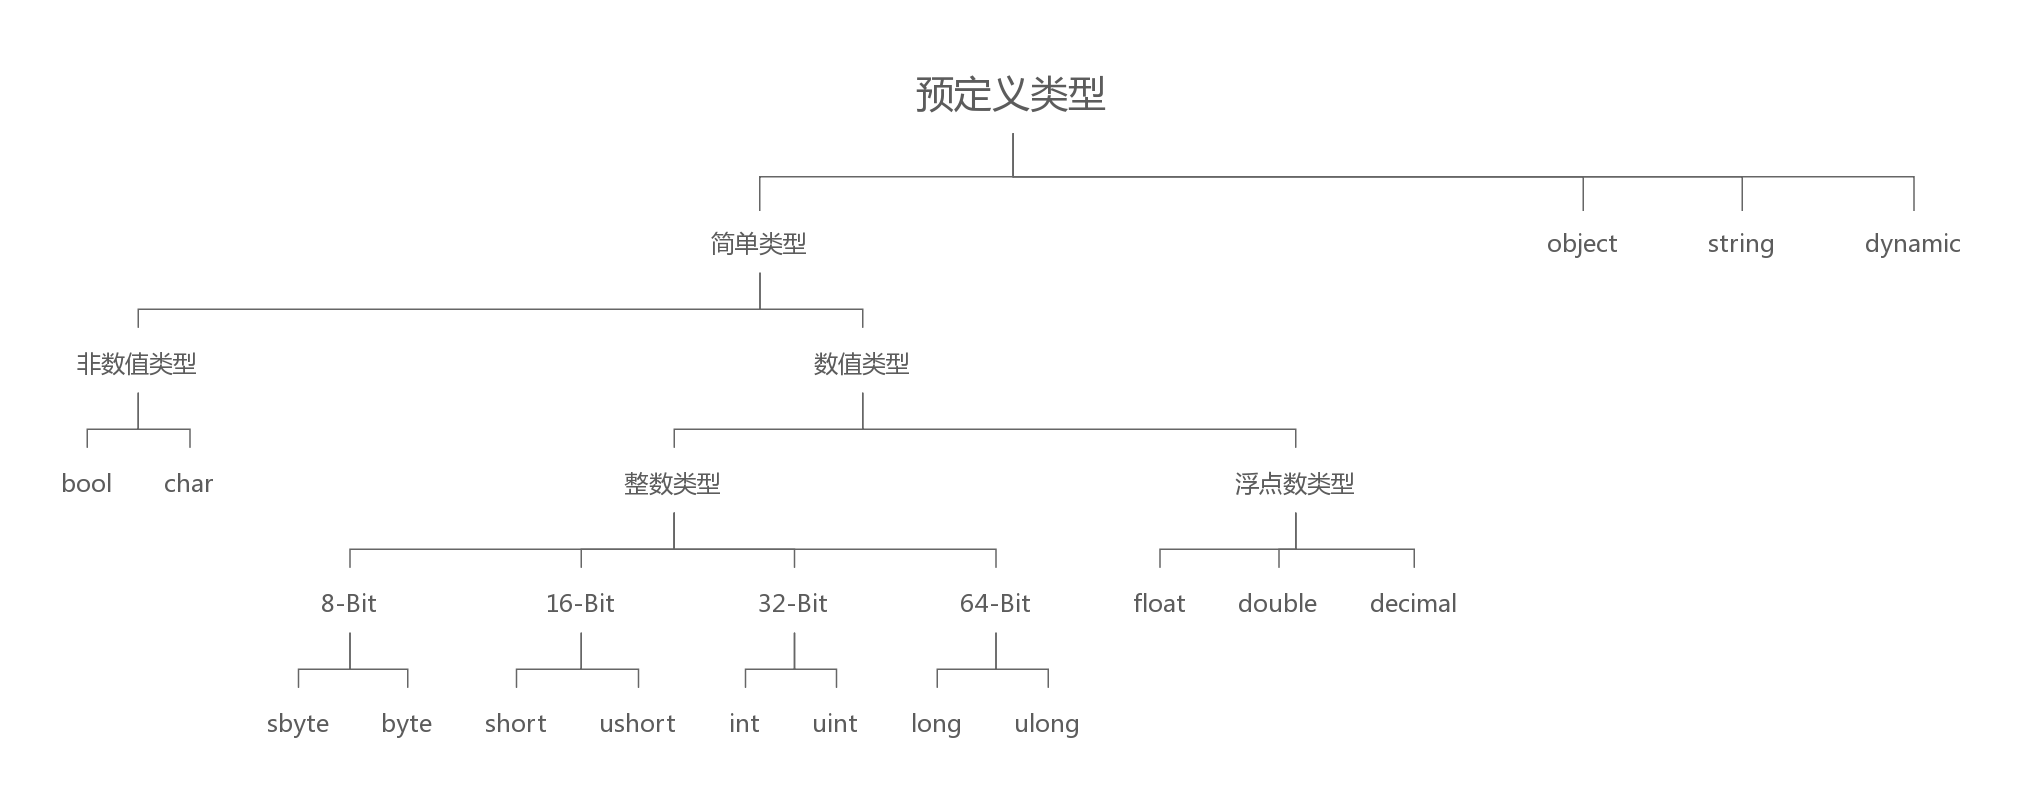 预定义类型
简单类型 object string dynamic
非数值类型 数值类型
bool char 整数类型 浮点数类型
8-Bit 16-Bit 32-Bit 64-Bit float double decimal
sbyte byte short ushort int uint long ulong